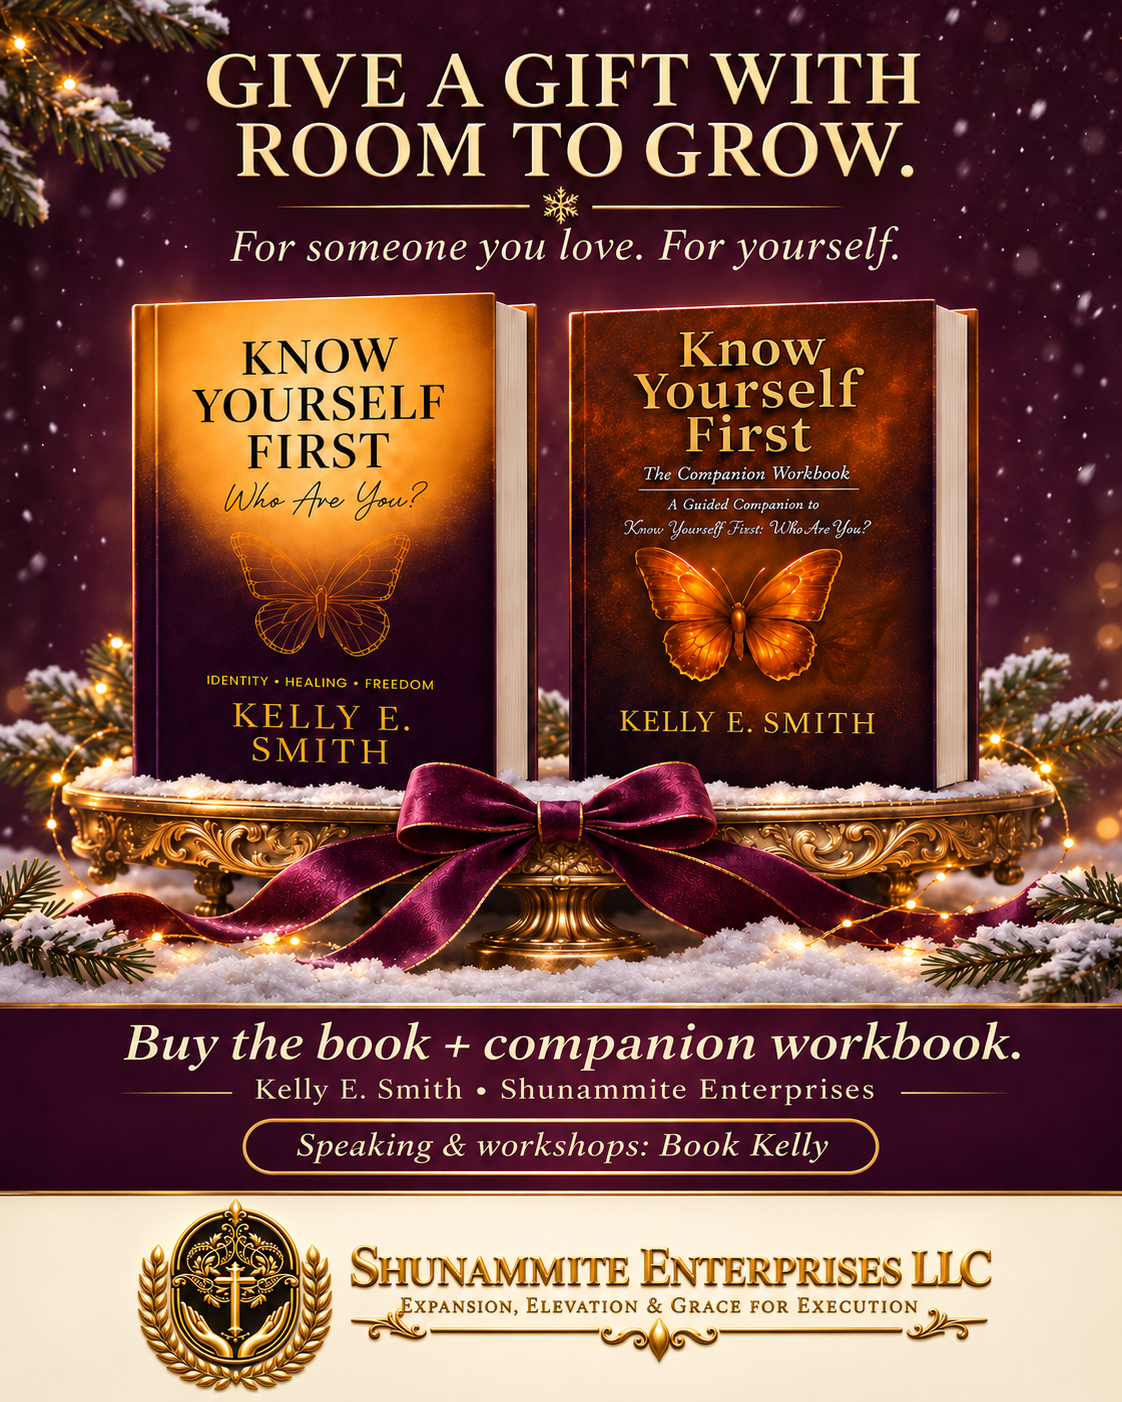 GIVE A GIFT WITH
ROOM TO GROW.
For someone you love. For yourself.
KNOW
YOURSELF
FIRST
Who Are You?
IDENTITY • HEALING • FREEDOM
KELLY E.
SMITH
Know
Yourself
First
The Companion Workbook
A Guided Companion to
Know Yourself First: Who Are You?
KELLY E. SMITH
Buy the book + companion workbook.
Kelly E. Smith • Shunammite Enterprises
Speaking & workshops: Book Kelly
SHUNAMMITE ENTERPRISES LLC
EXPANSION, ELEVATION & GRACE FOR EXECUTION